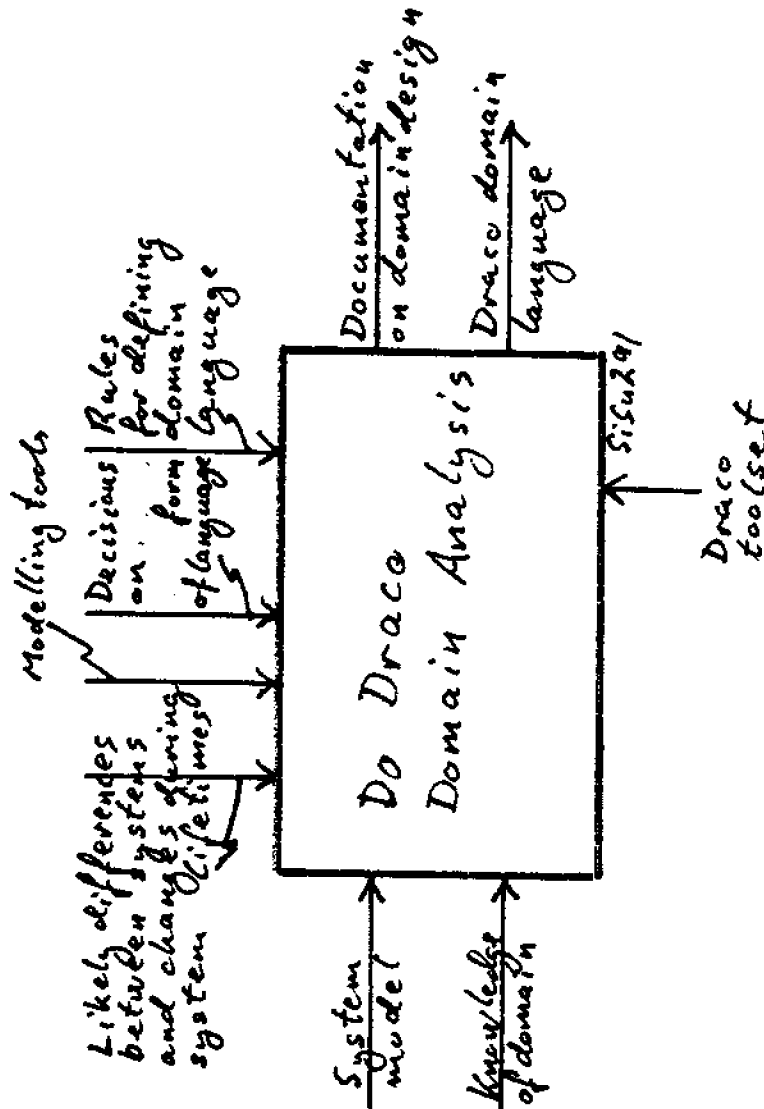 Modelling tools
Likely differences
between systems
and changes during
system lifetimes
Decisions
on form
of language
Rules
for defining
domain
language
System
model
Knowledge
of domain
Do Draco
Domain Analysis
Documentation
on domain design
Draco domain
language
Draco
toolset